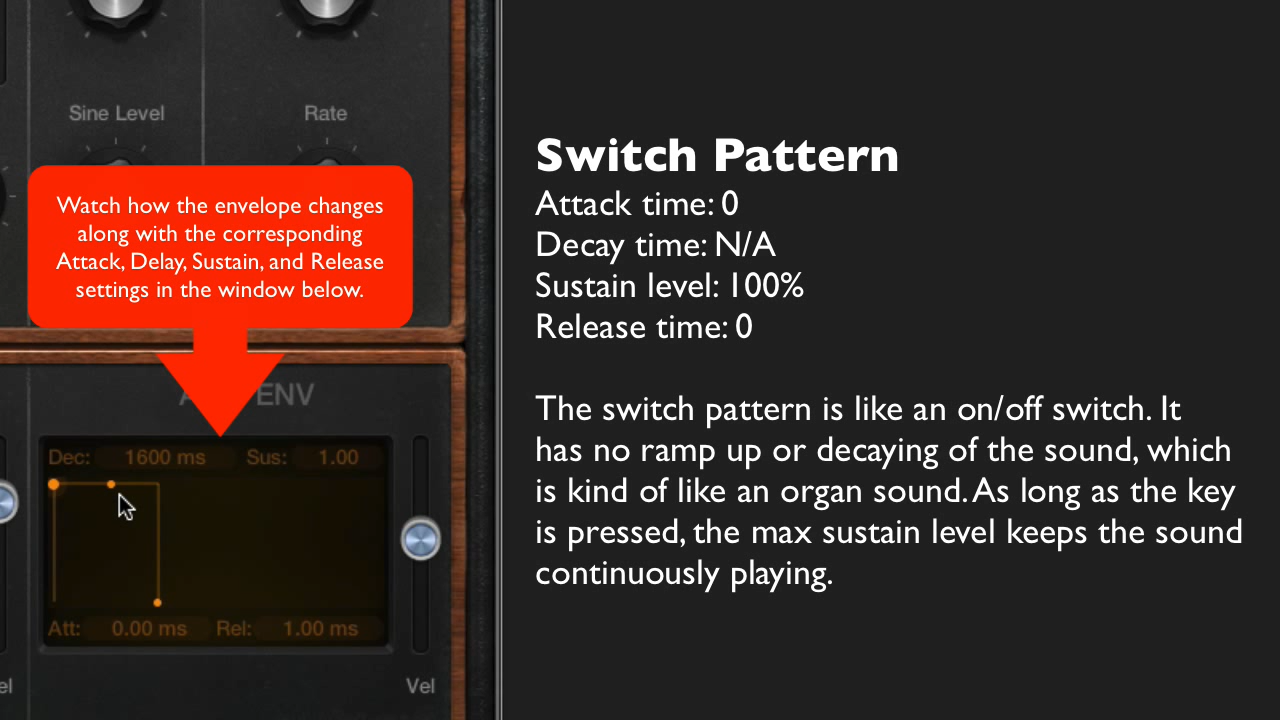 Sine Level
Rate
Watch how the envelope changes
along with the corresponding
Attack, Delay, Sustain, and Release
settings in the window below.
ENV
Dec: 1600 ms Sus: 1.00
Att: 0.00 ms Rel: 1.00 ms
el
Vel
Switch Pattern
Attack time: 0
Decay time: N/A
Sustain level: 100%
Release time: 0
The switch pattern is like an on/off switch. It
has no ramp up or decaying of the sound, which
is kind of like an organ sound. As long as the key
is pressed, the max sustain level keeps the sound
continuously playing.